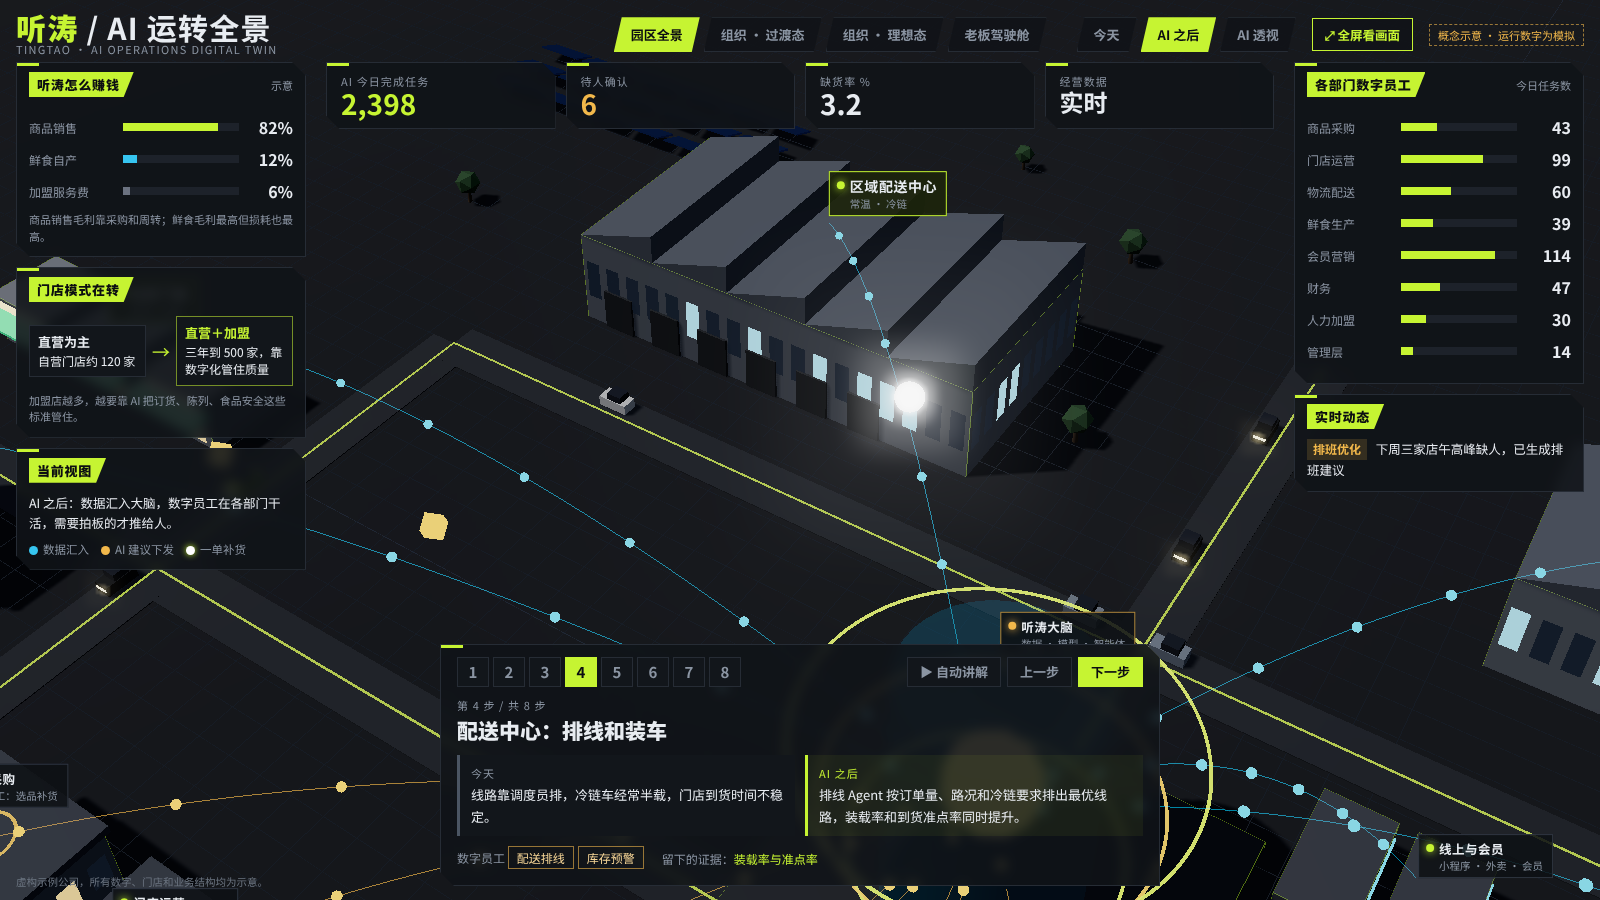 听涛 / AI 运转全景
TINGTAO · AI OPERATIONS DIGITAL TWIN
园区全景
组织 · 过渡态
组织 · 理想态
老板驾驶舱
今天
AI 之后
AI 透视
全屏看画面
概念示意 · 运行数字为模拟
听涛怎么赚钱
示意
商品销售
82%
鲜食自产
12%
加盟服务费
6%
商品销售毛利靠采购和周转；鲜食毛利最高但损耗也最
高。
门店模式在转
直营为主
自营门店约 120 家
→
直营＋加盟
三年到 500 家，靠
数字化管住质量
加盟店越多，越要靠 AI 把订货、陈列、食品安全这些
标准管住。
当前视图
AI 之后：数据汇入大脑，数字员工在各部门干
活，需要拍板的才推给人。
数据汇入
AI 建议下发
一单补货
AI 今日完成任务
2,398
待人确认
6
缺货率 %
3.2
经营数据
实时
区域配送中心
常温 · 冷链
听涛大脑
数据 · 模型 · 智能体
各部门数字员工
今日任务数
商品采购
43
门店运营
99
物流配送
60
鲜食生产
39
会员营销
114
财务
47
人力加盟
30
管理层
14
实时动态
排班优化 下周三家店午高峰缺人，已生成排
班建议
1 2 3 4 5 6 7 8
▶ 自动讲解
上一步
下一步
第 4 步 / 共 8 步
配送中心：排线和装车
今天
线路靠调度员排，冷链车经常半载，门店到货时间不稳
定。
AI 之后
排线 Agent 按订单量、路况和冷链要求排出最优线
路，装载率和到货准点率同时提升。
数字员工
配送排线
库存预警
留下的证据：装载率与准点率
购
工：选品补货
线上与会员
小程序 · 外卖 · 会员
虚构示例公司，所有数字、门店和业务结构均为示意。
门店运营